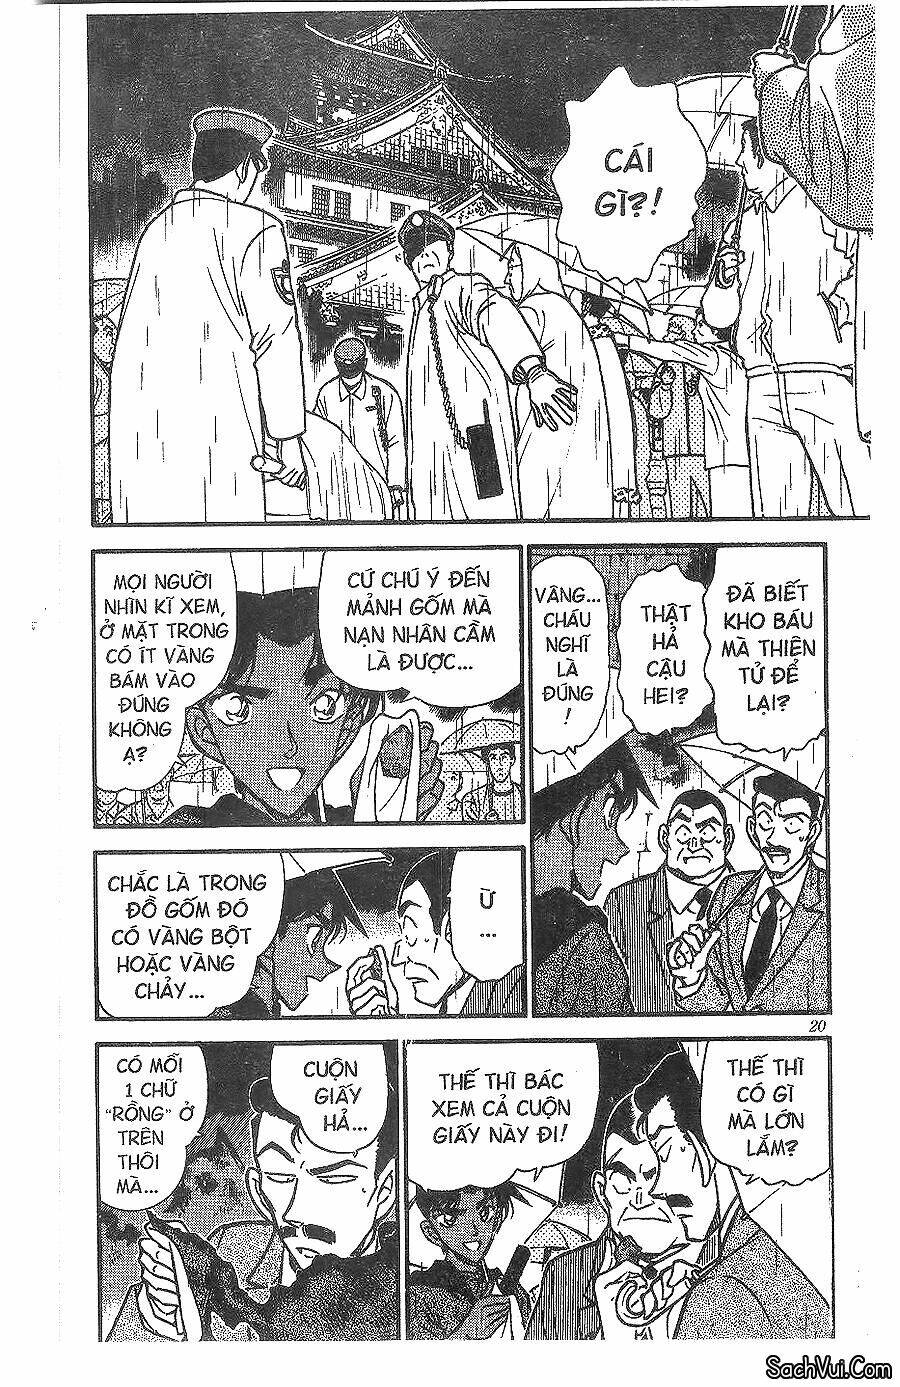 CÁI
GÌ?!
ĐÃ BIẾT
KHO BÁU
MÀ THIÊN
TỬ ĐỂ
LẠI?
THẬT
HẢ
CẬU
HEI?
VÂNG...
CHÁU
NGHĨ
LÀ
ĐÚNG
!
CỨ CHÚ Ý ĐẾN
MẢNH GỐM MÀ
NẠN NHÂN CẦM
LÀ ĐƯỢC...
MỌI NGƯỜI
NHÌN KĨ XEM,
Ở MẶT TRONG
CÓ ÍT VÀNG
BÁM VÀO
ĐÚNG
KHÔNG
Ạ?
Ừ
...
CHẮC LÀ TRONG
ĐỒ GỐM ĐÓ
CÓ VÀNG BỘT
HOẶC VÀNG
CHẢY...
20
THẾ THÌ
CÓ GÌ
MÀ LỚN
LẮM?
THẾ THÌ BÁC
XEM CẢ CUỘN
GIẤY NÀY ĐI!
CUỘN
GIẤY
HẢ...
CÓ MỖI
1 CHỮ
"RỒNG" Ở
TRÊN
THÔI
MÀ...
SachVui.Com